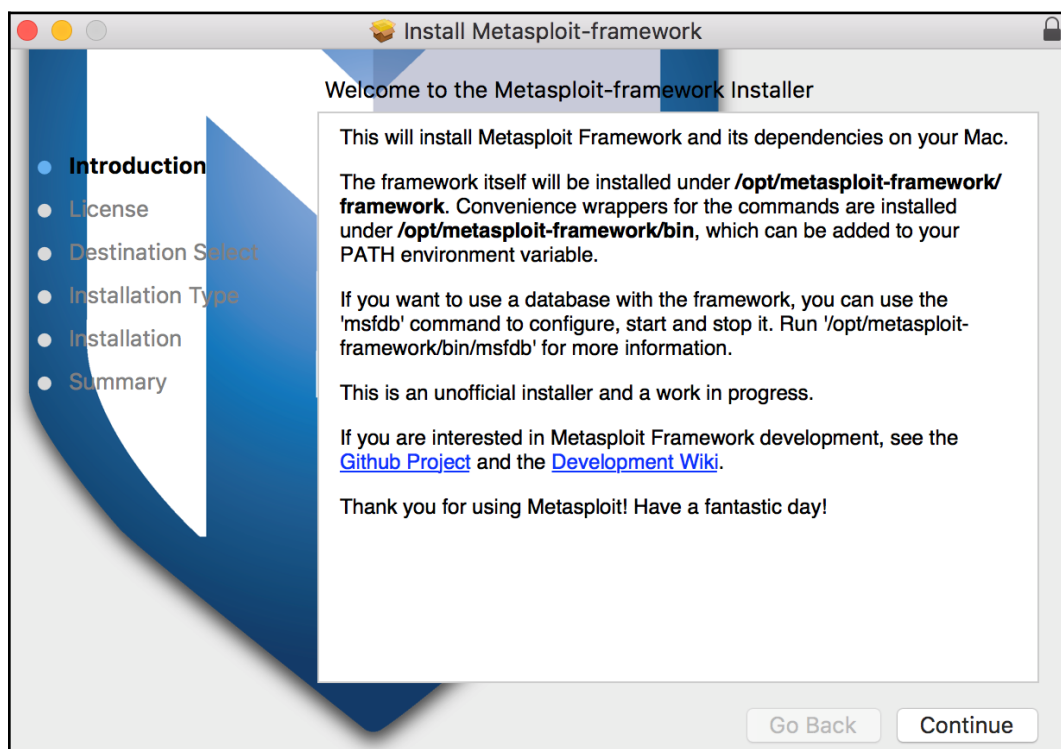 Install Metasploit-framework
Welcome to the Metasploit-framework Installer
Introduction
License
Destination Select
Installation Type
Installation
Summary
This will install Metasploit Framework and its dependencies on your Mac.
The framework itself will be installed under /opt/metasploit-framework/
framework. Convenience wrappers for the commands are installed
under /opt/metasploit-framework/bin, which can be added to your
PATH environment variable.
If you want to use a database with the framework, you can use the
'msfdb' command to configure, start and stop it. Run '/opt/metasploit-
framework/bin/msfdb' for more information.
This is an unofficial installer and a work in progress.
If you are interested in Metasploit Framework development, see the
Github Project and the Development Wiki.
Thank you for using Metasploit! Have a fantastic day!
Go Back
Continue